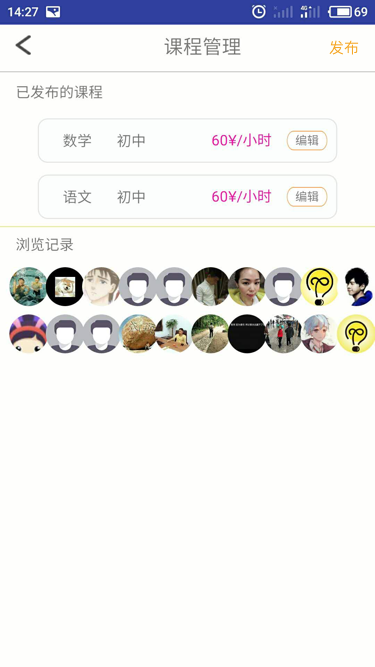 14:27 4G 69
课程管理 发布
已发布的课程
数学 初中 60¥/小时 编辑
语文 初中 60¥/小时 编辑
浏览记录